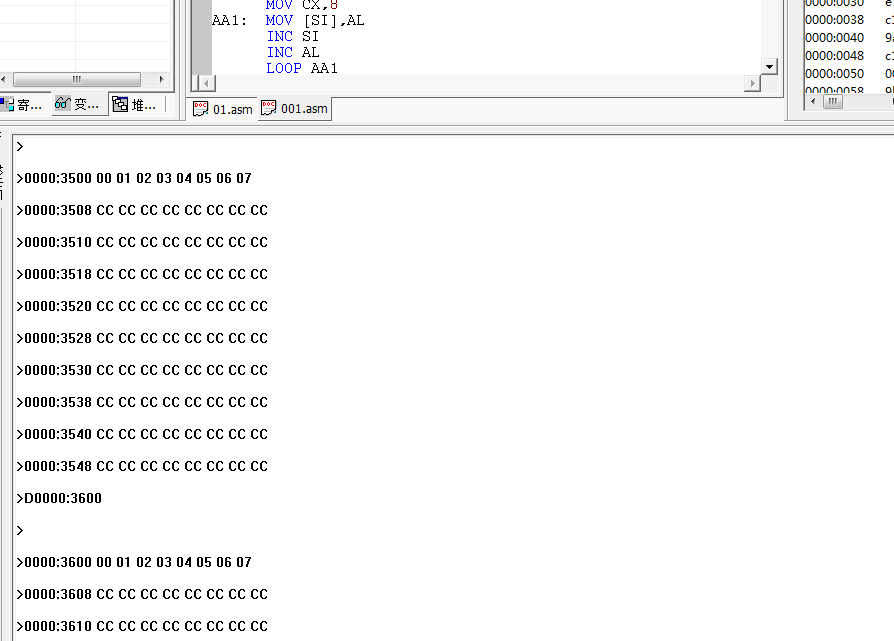 MOV CX,8
AA1: MOV [SI],AL
INC SI
INC AL
LOOP AA1
0000:0030
0000:0038
0000:0040
0000:0048
0000:0050
0000:0058
寄...
变...
堆...
01.asm
001.asm
>
>0000:3500 00 01 02 03 04 05 06 07
>0000:3508 CC CC CC CC CC CC CC CC
>0000:3510 CC CC CC CC CC CC CC CC
>0000:3518 CC CC CC CC CC CC CC CC
>0000:3520 CC CC CC CC CC CC CC CC
>0000:3528 CC CC CC CC CC CC CC CC
>0000:3530 CC CC CC CC CC CC CC CC
>0000:3538 CC CC CC CC CC CC CC CC
>0000:3540 CC CC CC CC CC CC CC CC
>0000:3548 CC CC CC CC CC CC CC CC
>D0000:3600
>
>0000:3600 00 01 02 03 04 05 06 07
>0000:3608 CC CC CC CC CC CC CC CC
>0000:3610 CC CC CC CC CC CC CC CC